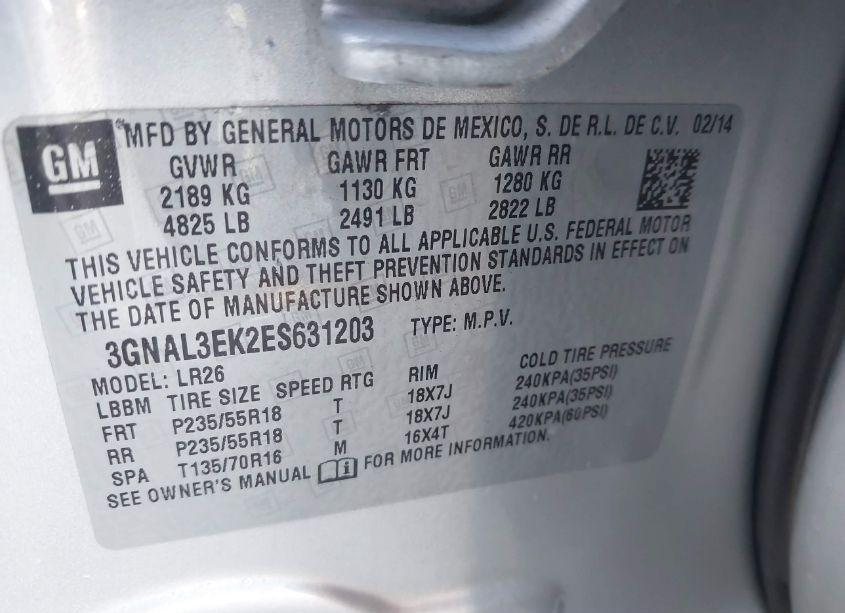 GM
MFD BY GENERAL MOTORS DE MEXICO, S. DE R.L. DE C.V. 02/14
GVWR GAWR FRT GAWR RR
2189 KG 1130 KG 1280 KG
4825 LB 2491 LB 2822 LB
THIS VEHICLE CONFORMS TO ALL APPLICABLE U.S. FEDERAL MOTOR
VEHICLE SAFETY AND THEFT PREVENTION STANDARDS IN EFFECT ON
THE DATE OF MANUFACTURE SHOWN ABOVE.
3GNAL3EK2ES631203 TYPE: M.P.V.
MODEL: LR26
LBBM TIRE SIZE SPEED RTG RIM COLD TIRE PRESSURE
FRT P235/55R18 T 18X7J 240KPA(35PSI)
RR P235/55R18 T 18X7J 240KPA(35PSI)
SPA T135/70R16 M 16X4T 420KPA(60PSI)
SEE OWNER'S MANUAL FOR MORE INFORMATION.